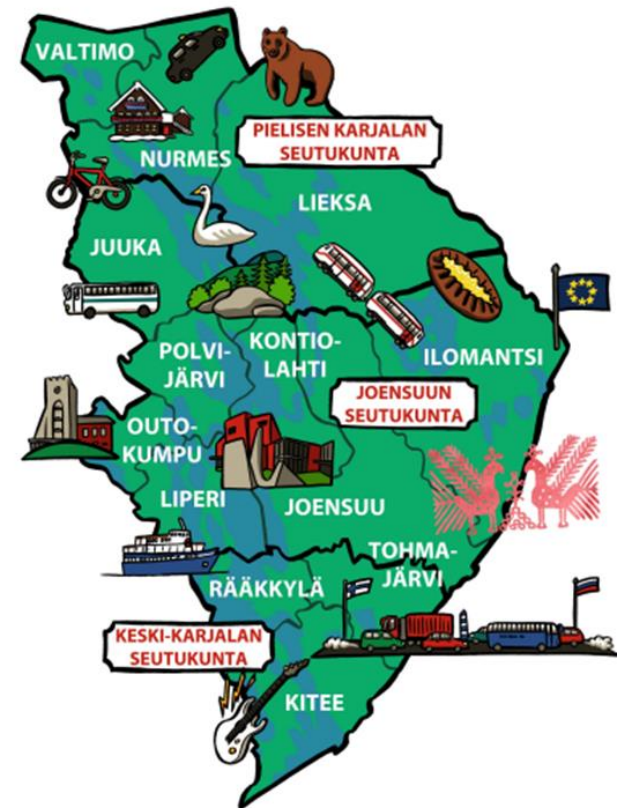 VALTIMO
PIELISEN KARJALAN
SEUTUKUNTA
NURMES
LIEKSA
JUUKA
POLVI-
JÄRVI
KONTIO-
LAHTI
ILOMANTSI
JOENSUUN
SEUTUKUNTA
OUTO-
KUMPU
LIPERI
JOENSUU
TOHMA-
JÄRVI
RÄÄKKYLÄ
KESKI-KARJALAN
SEUTUKUNTA
KITEE